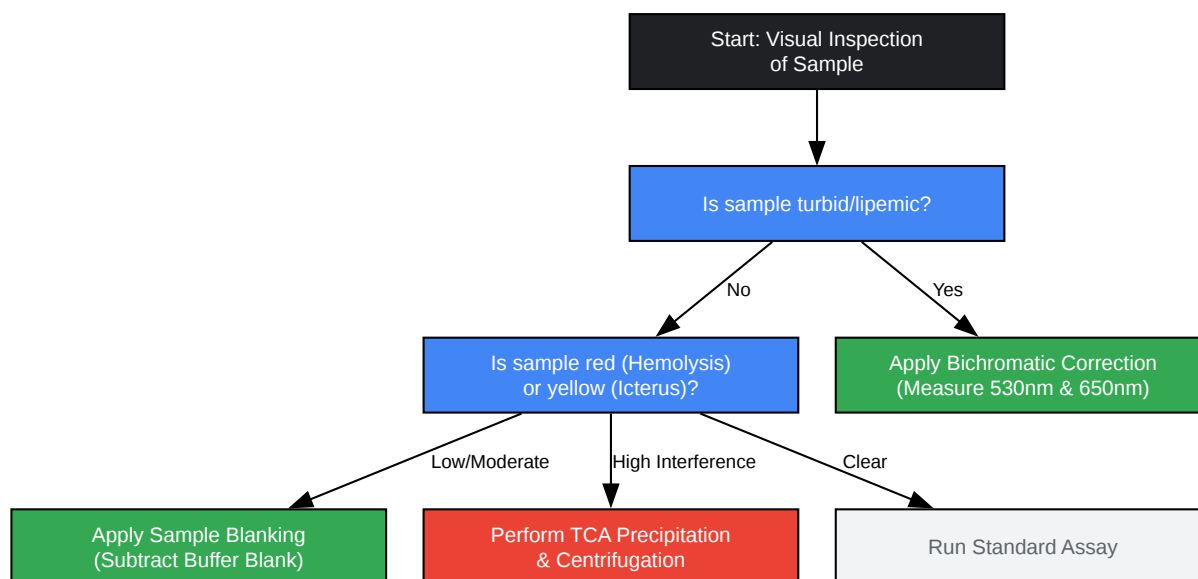 Start: Visual Inspection
of Sample
Is sample turbid/lipemic?
No
Yes
Is sample red (Hemolysis)
or yellow (Icterus)?
Apply Bichromatic Correction
(Measure 530nm & 650nm)
Low/Moderate
High Interference
Clear
Apply Sample Blanking
(Subtract Buffer Blank)
Perform TCA Precipitation
& Centrifugation
Run Standard Assay